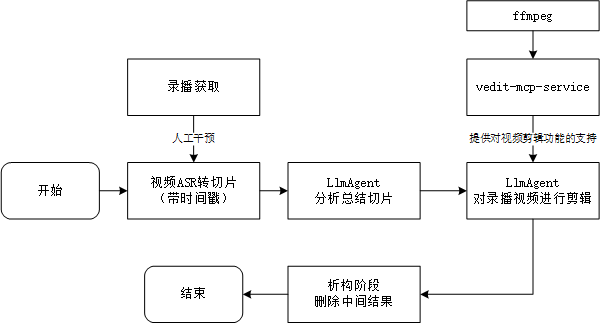 ffmpeg
录播获取
vedit-mcp-service
人工干预
提供对视频剪辑功能的支持
开始
视频ASR转切片
（带时间戳）
LlmAgent
分析总结切片
LlmAgent
对录播视频进行剪辑
结束
析构阶段
删除中间结果